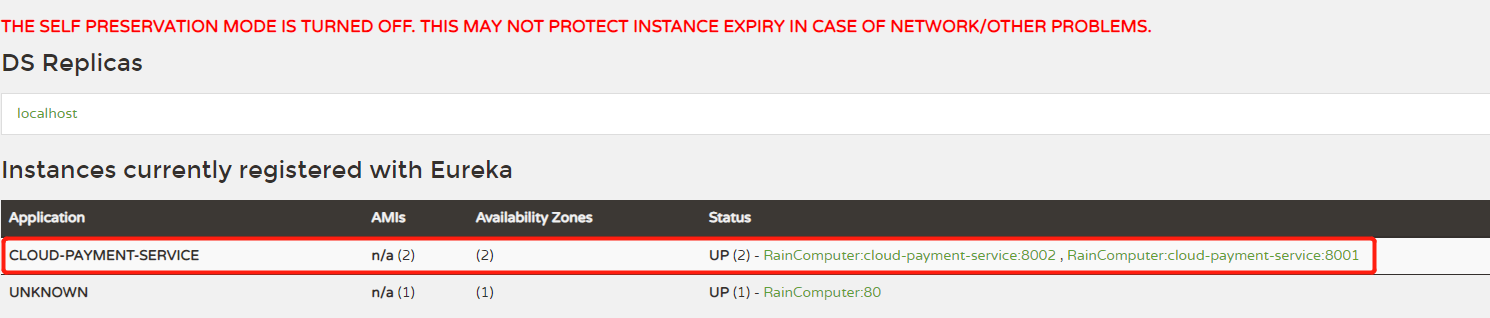 THE SELF PRESERVATION MODE IS TURNED OFF. THIS MAY NOT PROTECT INSTANCE EXPIRY IN CASE OF NETWORK/OTHER PROBLEMS.
DS Replicas
localhost
Instances currently registered with Eureka
Application AMIs Availability Zones Status
CLOUD-PAYMENT-SERVICE n/a (2) (2) UP (2) - RainComputer:cloud-payment-service:8002 , RainComputer:cloud-payment-service:8001
UNKNOWN n/a (1) (1) UP (1) - RainComputer:80